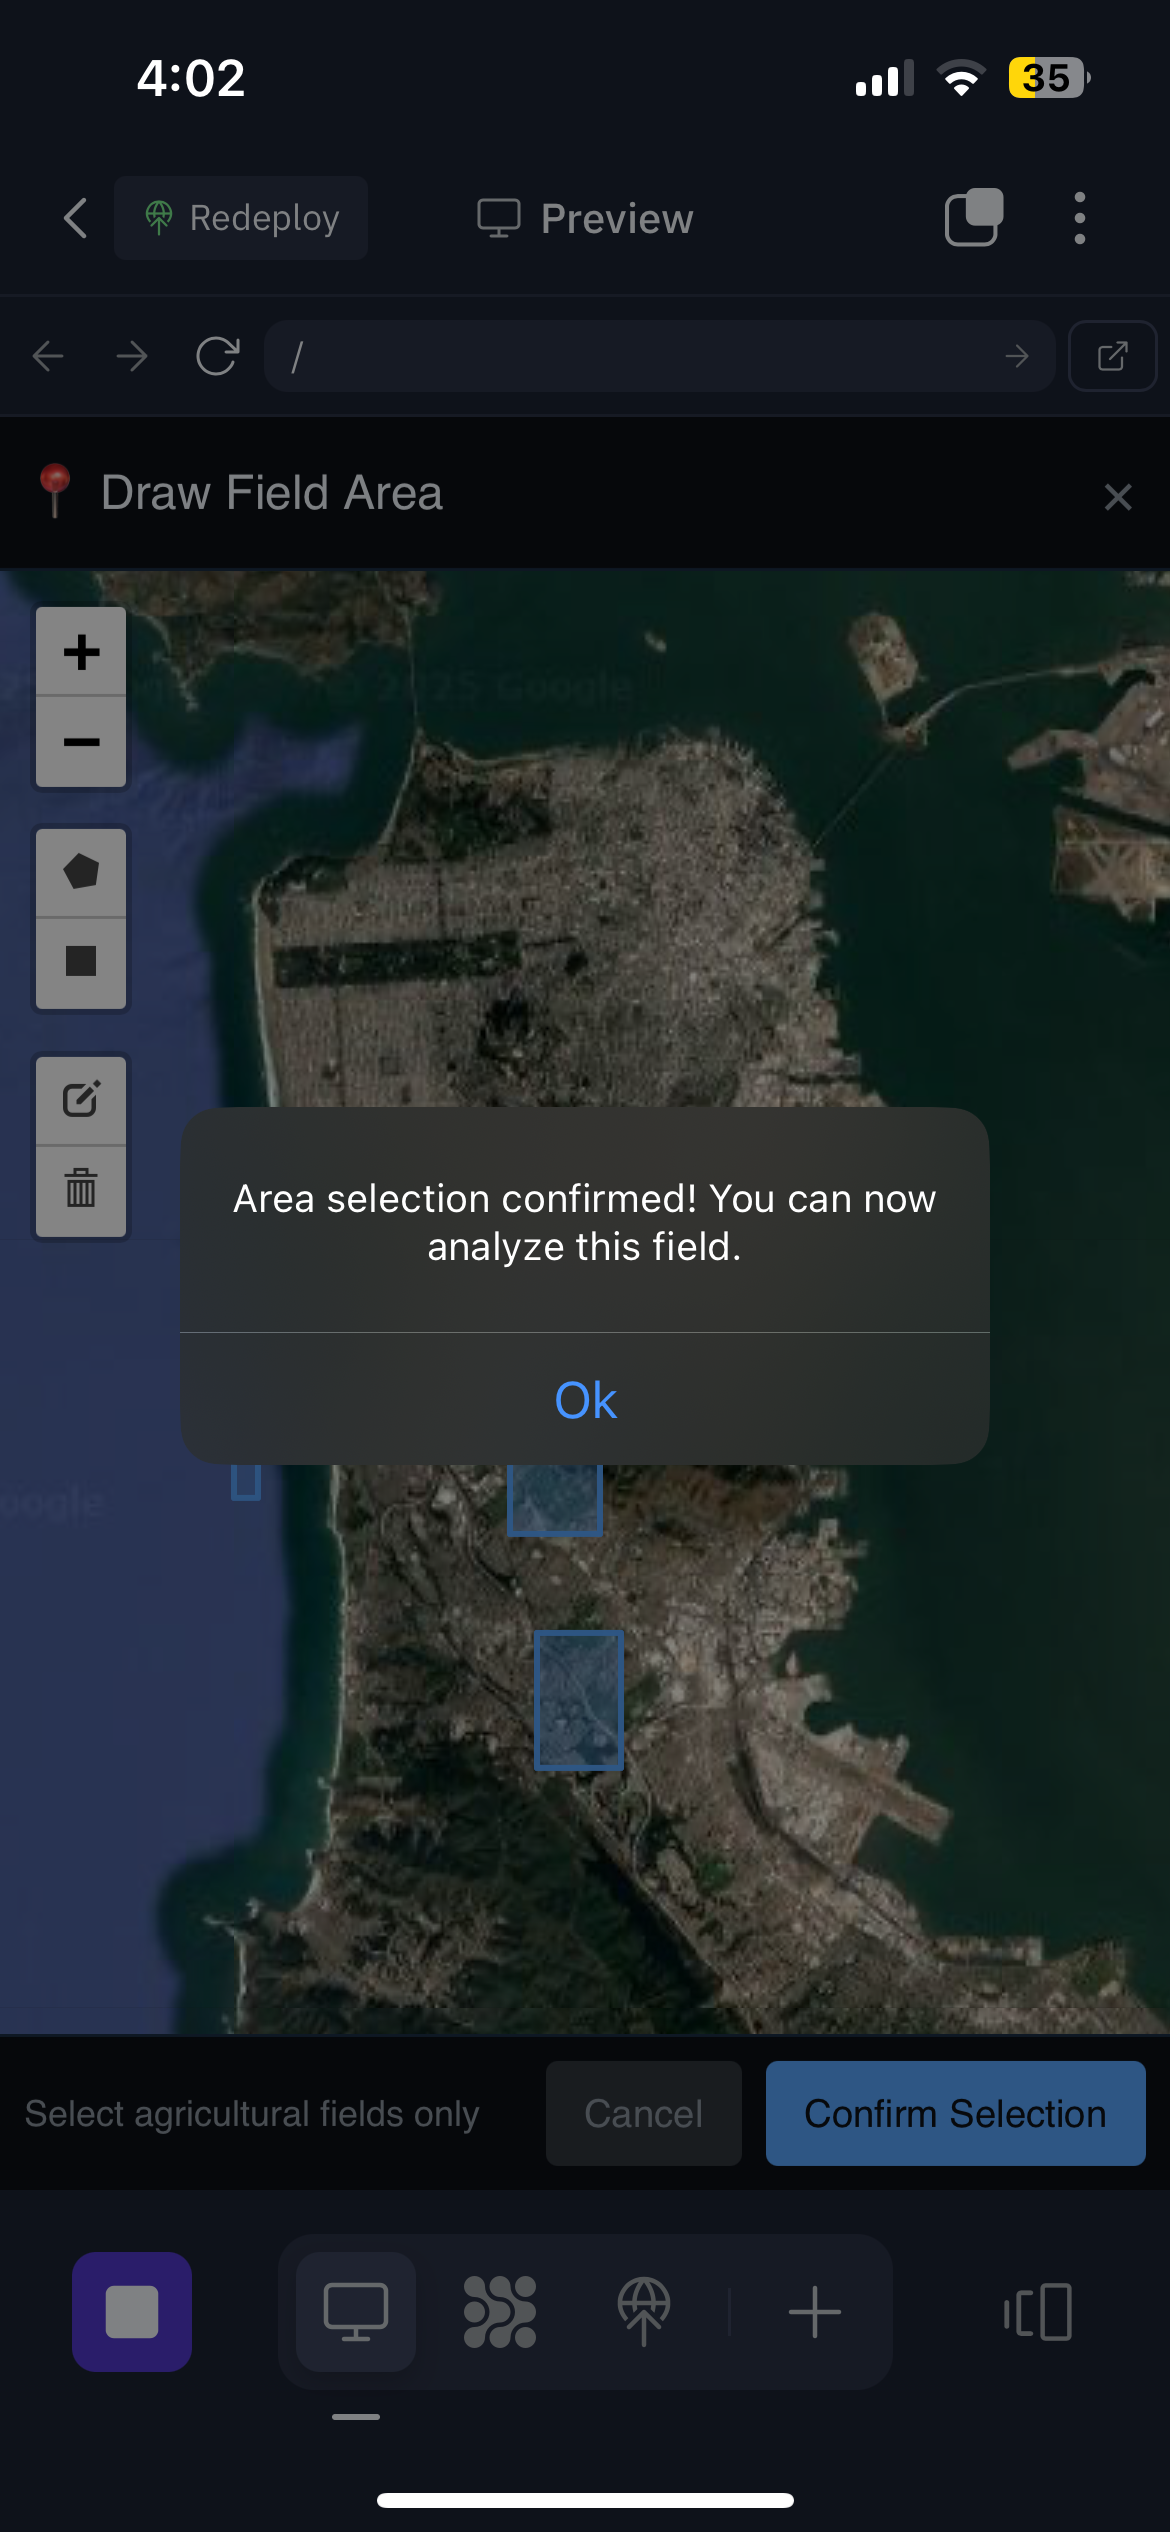 4:02
35
Redeploy
Preview
/
Draw Field Area
© 2025 Google
Area selection confirmed! You can now
analyze this field.
Ok
oogle
Select agricultural fields only
Cancel
Confirm Selection